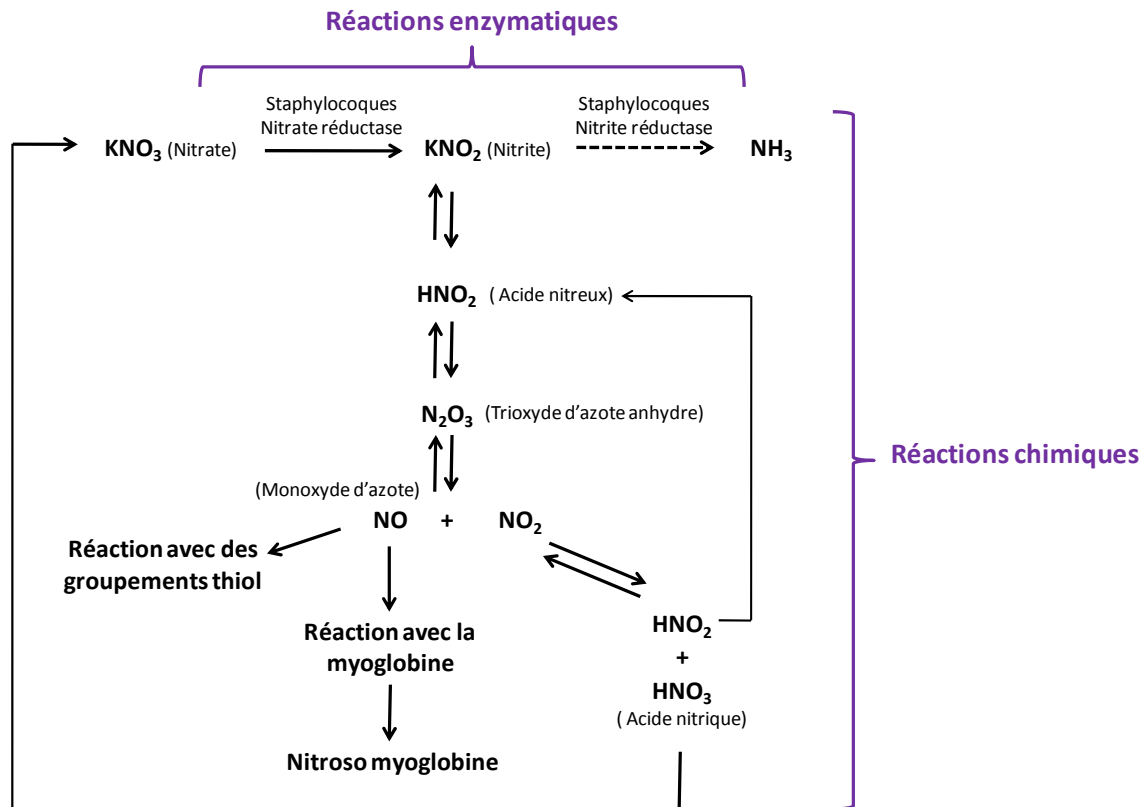 Réactions enzymatiques
Staphylocoques
Nitrate réductase
Staphylocoques
Nitrite réductase
KNO₃ (Nitrate)
KNO₂ (Nitrite)
NH₃
HNO₂ ( Acide nitreux)
N₂O₃ (Trioxyde d’azote anhydre)
Réactions chimiques
(Monoxyde d’azote)
NO + NO₂
Réaction avec des
groupements thiol
Réaction avec la
myoglobine
Nitroso myoglobine
HNO₂
+
HNO₃
( Acide nitrique)